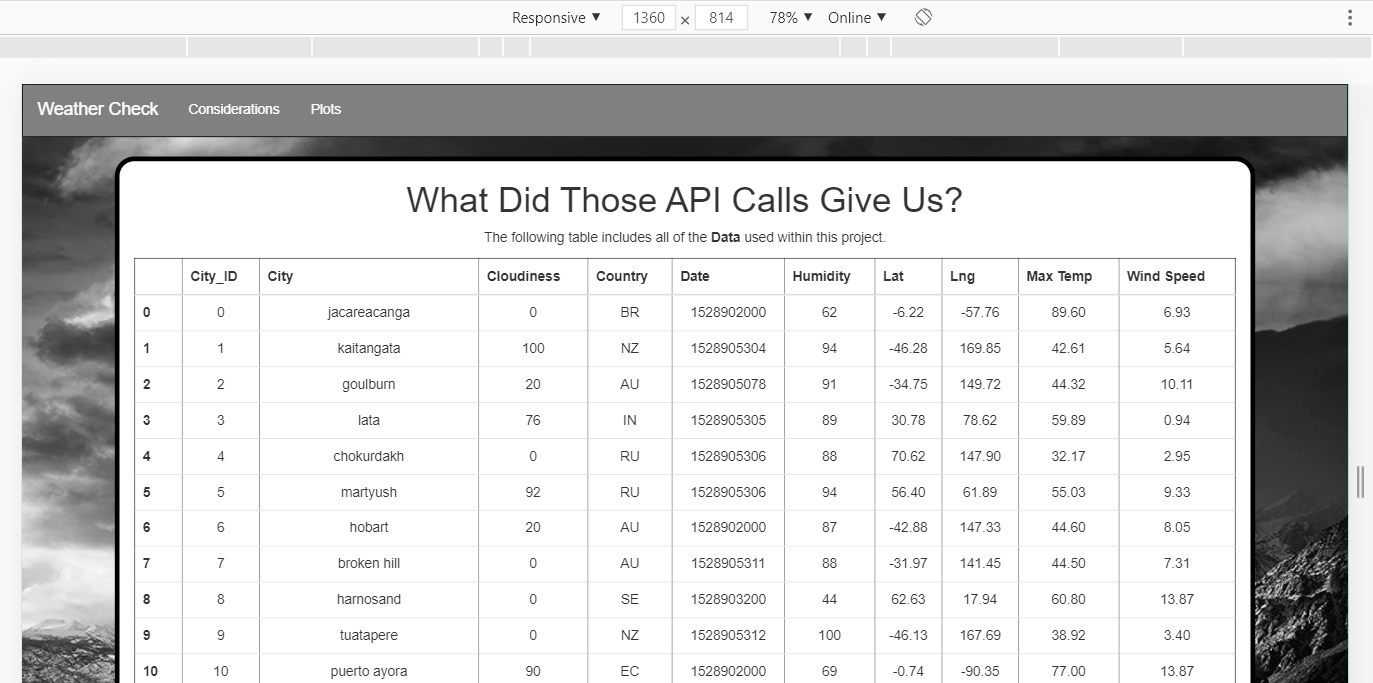 Responsive ▼ 1360 × 814 78% ▼ Online ▼
Weather Check Considerations Plots
What Did Those API Calls Give Us?
The following table includes all of the Data used within this project.
City_ID City Cloudiness Country Date Humidity Lat Lng Max Temp Wind Speed
0 0 jacareacanga 0 BR 1528902000 62 -6.22 -57.76 89.60 6.93
1 1 kaitangata 100 NZ 1528905304 94 -46.28 169.85 42.61 5.64
2 2 goulburn 20 AU 1528905078 91 -34.75 149.72 44.32 10.11
3 3 lata 76 IN 1528905305 89 30.78 78.62 59.89 0.94
4 4 chokurdakh 0 RU 1528905306 88 70.62 147.90 32.17 2.95
5 5 martyush 92 RU 1528905306 94 56.40 61.89 55.03 9.33
6 6 hobart 20 AU 1528902000 87 -42.88 147.33 44.60 8.05
7 7 broken hill 0 AU 1528905311 88 -31.97 141.45 44.50 7.31
8 8 harnosand 0 SE 1528903200 44 62.63 17.94 60.80 13.87
9 9 tuatapere 0 NZ 1528905312 100 -46.13 167.69 38.92 3.40
10 10 puerto ayora 90 EC 1528902000 69 -0.74 -90.35 77.00 13.87